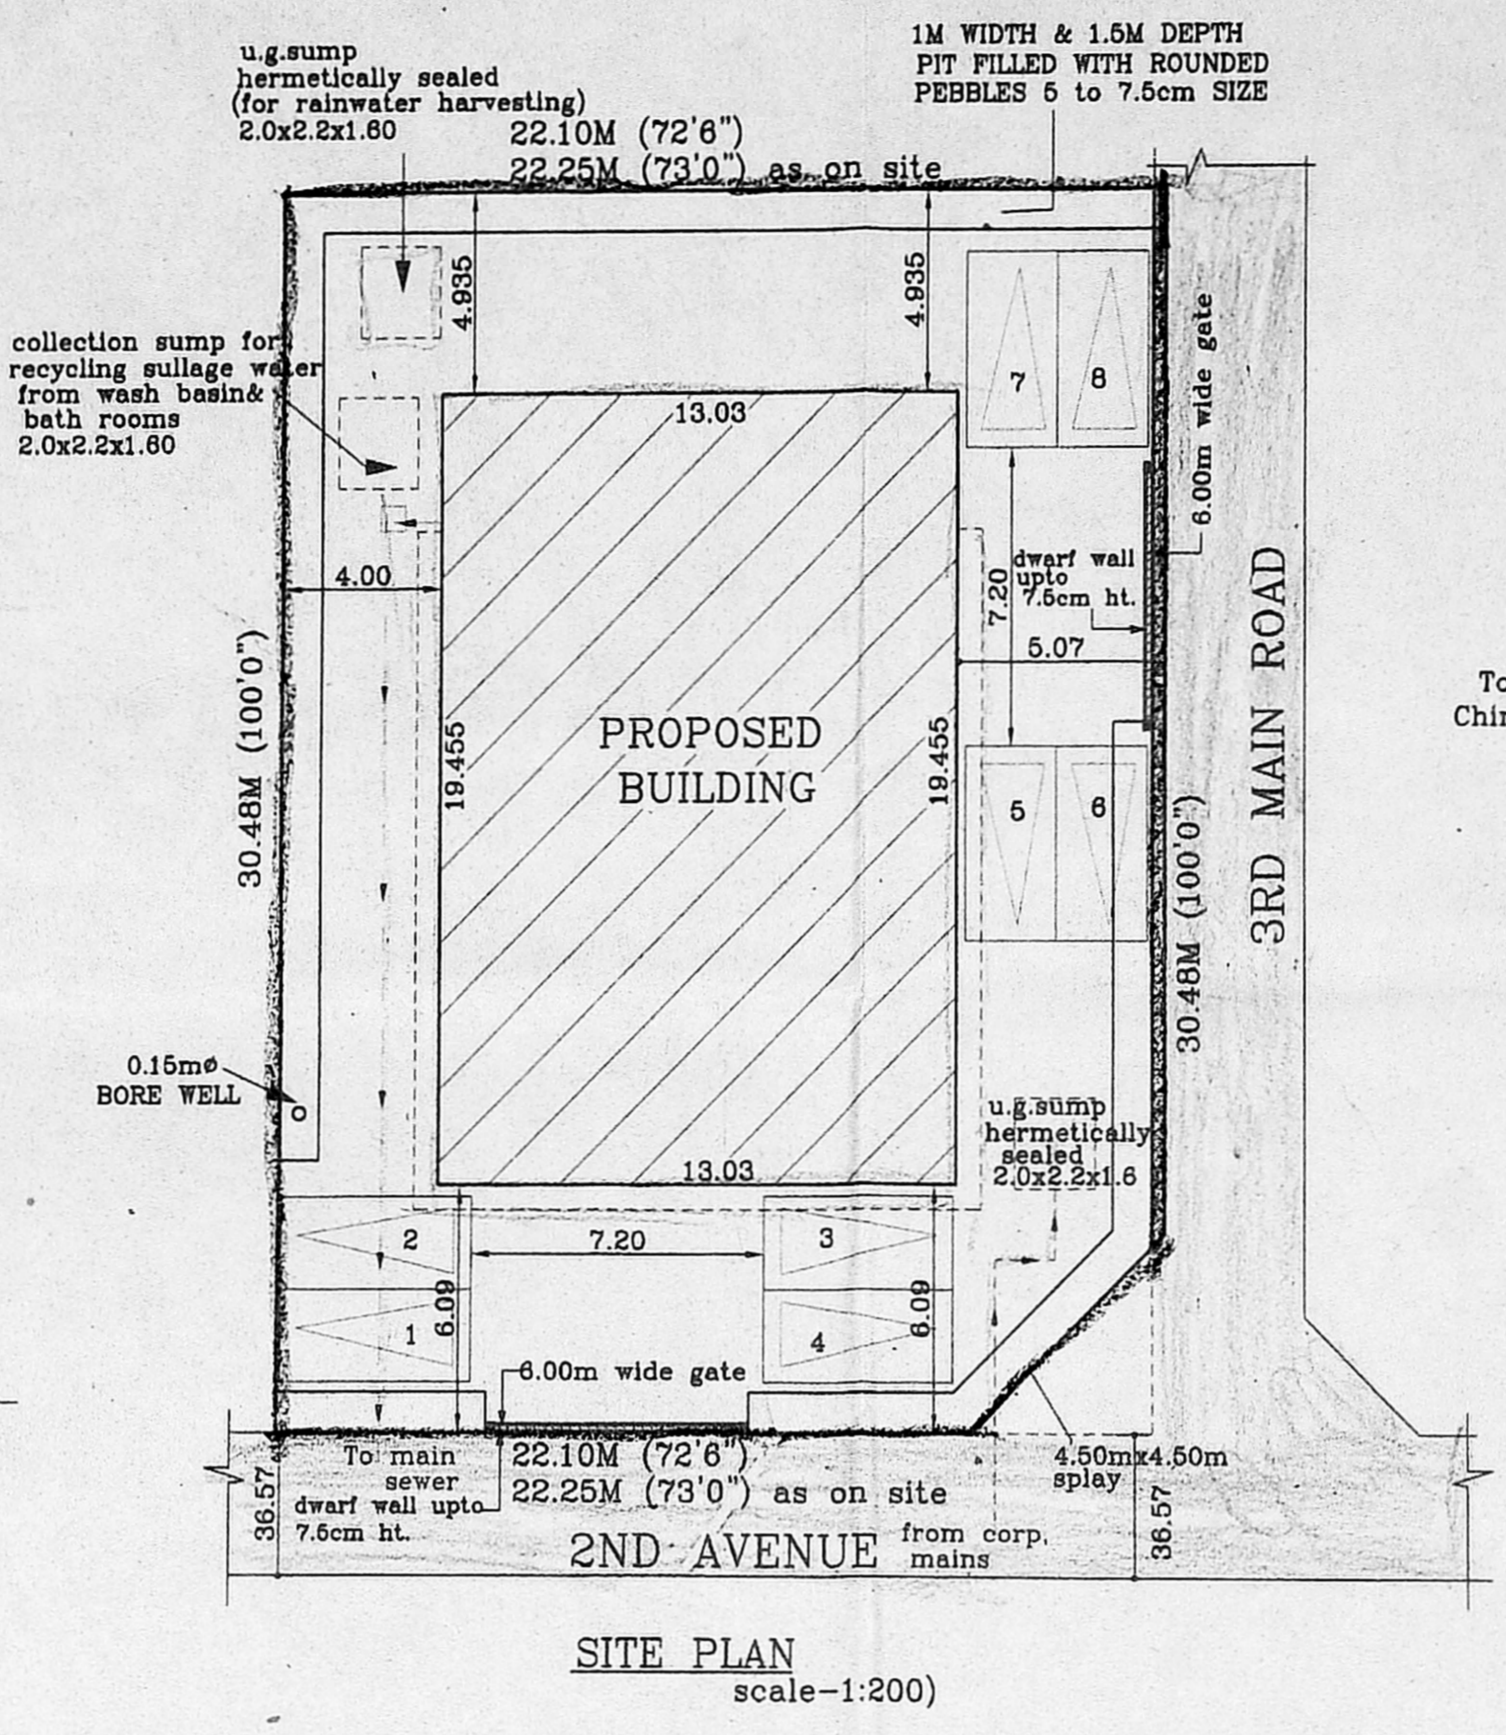 u.g.sump
hermetically sealed
(for rainwater harvesting)
2.0x2.2x1.60
22.10M (72'6")
22.25M (73'0") as on site
1M WIDTH & 1.5M DEPTH
PIT FILLED WITH ROUNDED
PEBBLES 5 to 7.5cm SIZE
4.935
4.935
collection sump for
recycling sullage water
from wash basin&
bath rooms
2.0x2.2x1.60
13.03
7
8
6.00m wide gate
4.00
dwarf wall
upto
7.5cm ht.
7.20
5.07
30.48M (100'0")
19.455
PROPOSED
BUILDING
19.455
5
6
30.48M (100'0")
3RD MAIN ROAD
To
0.15mø
BORE WELL
u.g.sump
hermetically
sealed
2.0x2.2x1.6
13.03
2
7.20
3
1
6.09
4
6.09
6.00m wide gate
To main
sewer
dwarf wall upto
7.5cm ht.
22.10M (72'6")
22.25M (73'0") as on site
4.50mx4.50m
splay
36.57
36.57
2ND AVENUE
from corp.
mains
SITE PLAN
scale-1:200)